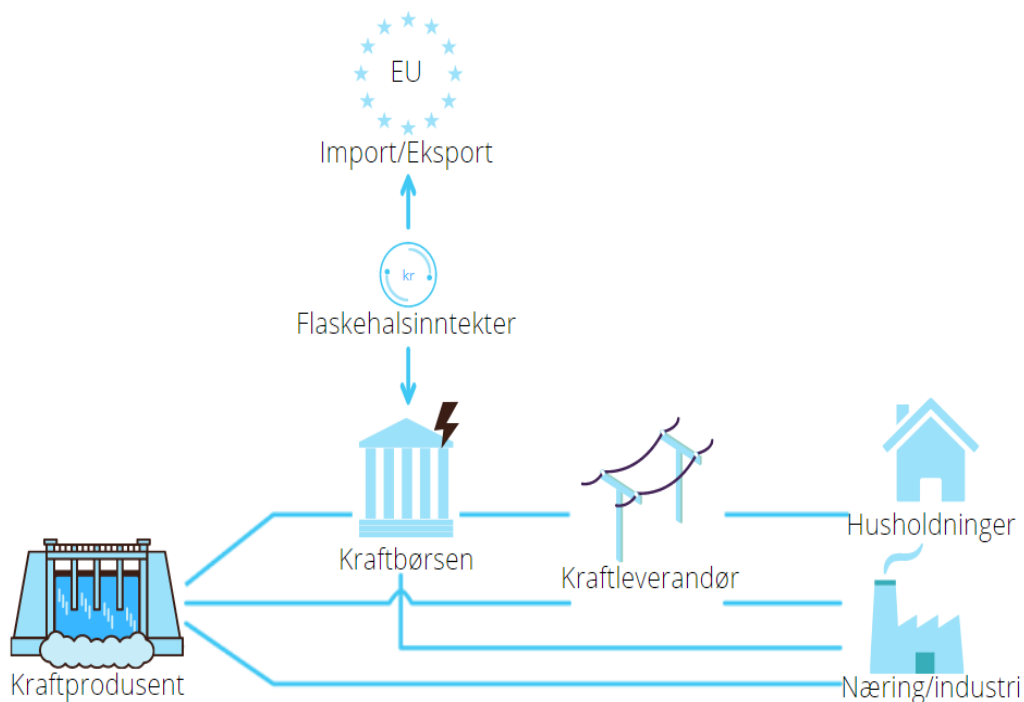 EU
Import/Eksport
kr
Flaskehalsinntekter
Kraftbørsen
Kraftleverandør
Husholdninger
Kraftprodusent
Næring/industri